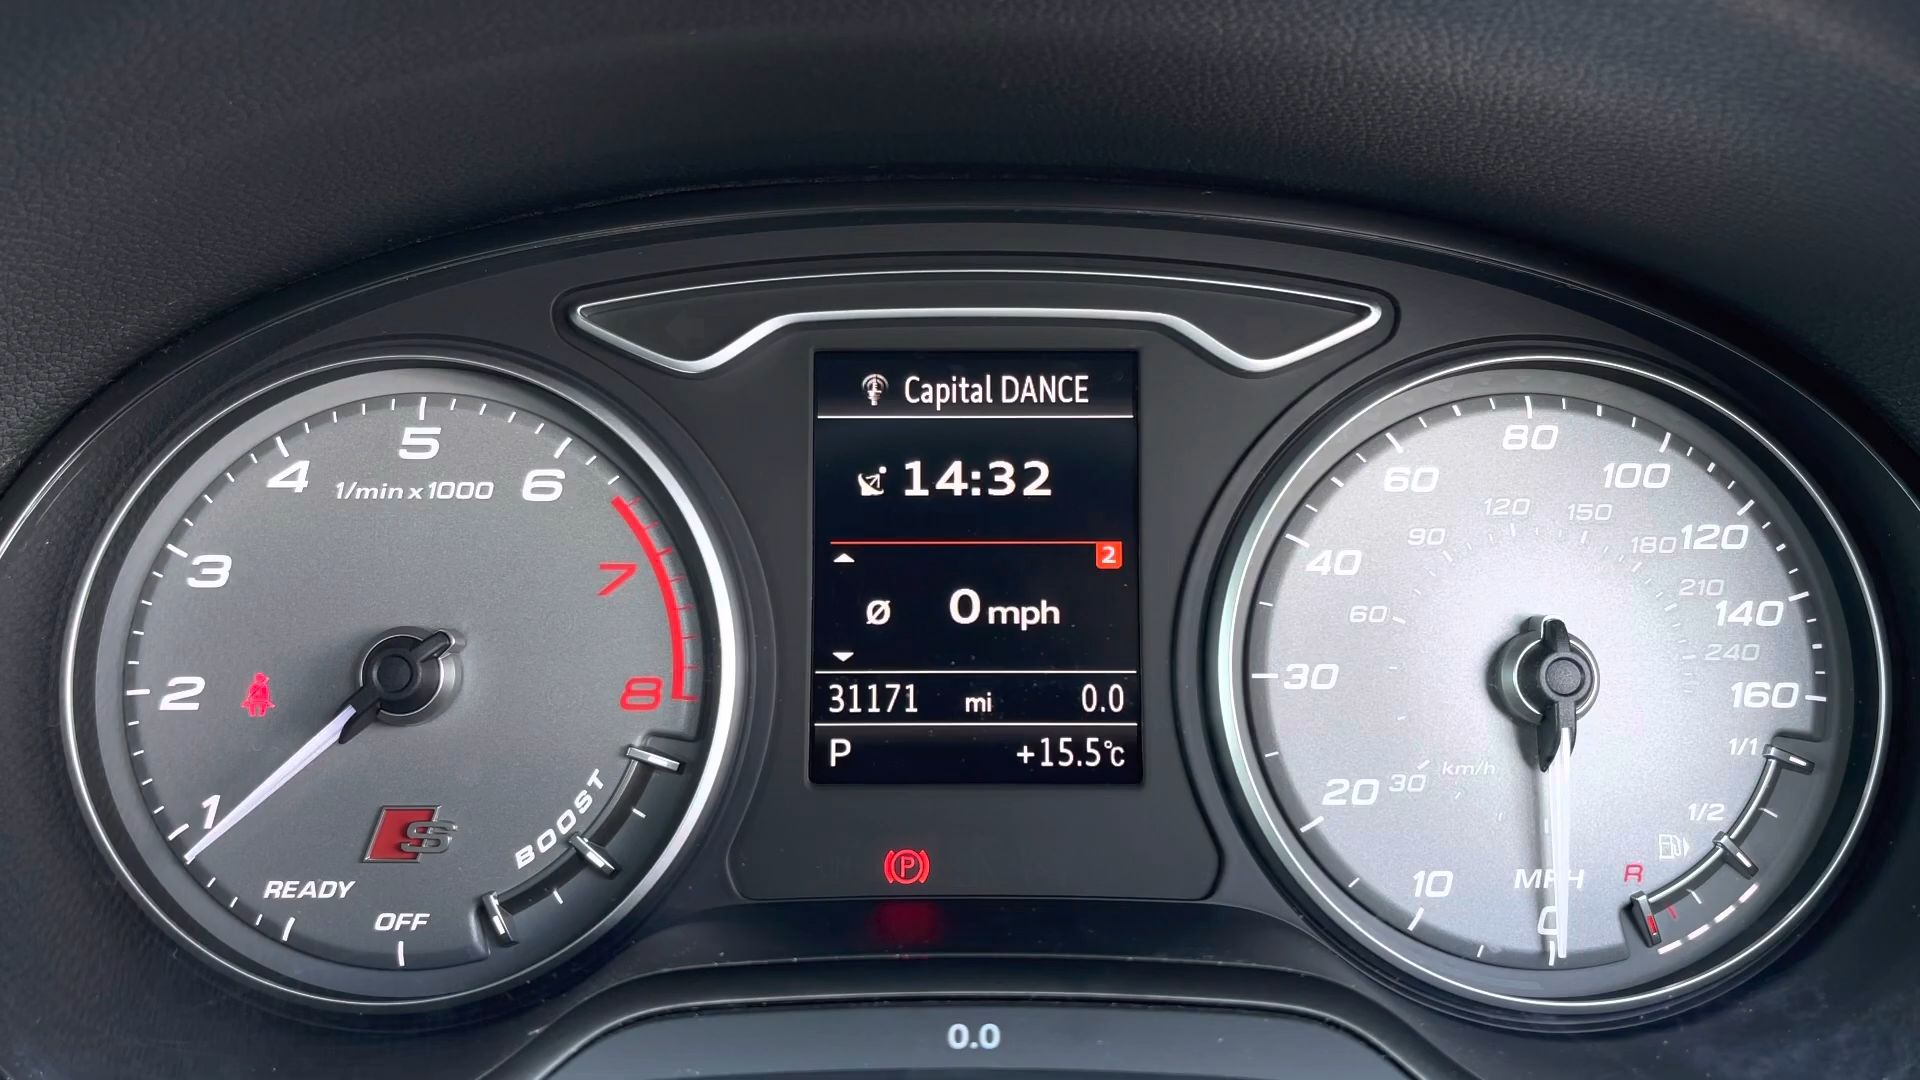 Capital DANCE
14:32
2
Ø 0 mph
31171 mi 0.0
P +15.5°C
1 2 3 4 5 6 7 8
1/min x 1000
S
BOOST
READY
OFF
P
0 10 20 30 40 60 80 100 120 140 160
30 60 90 120 150 180 210 240
km/h
MPH
1/1
1/2
R
0.0